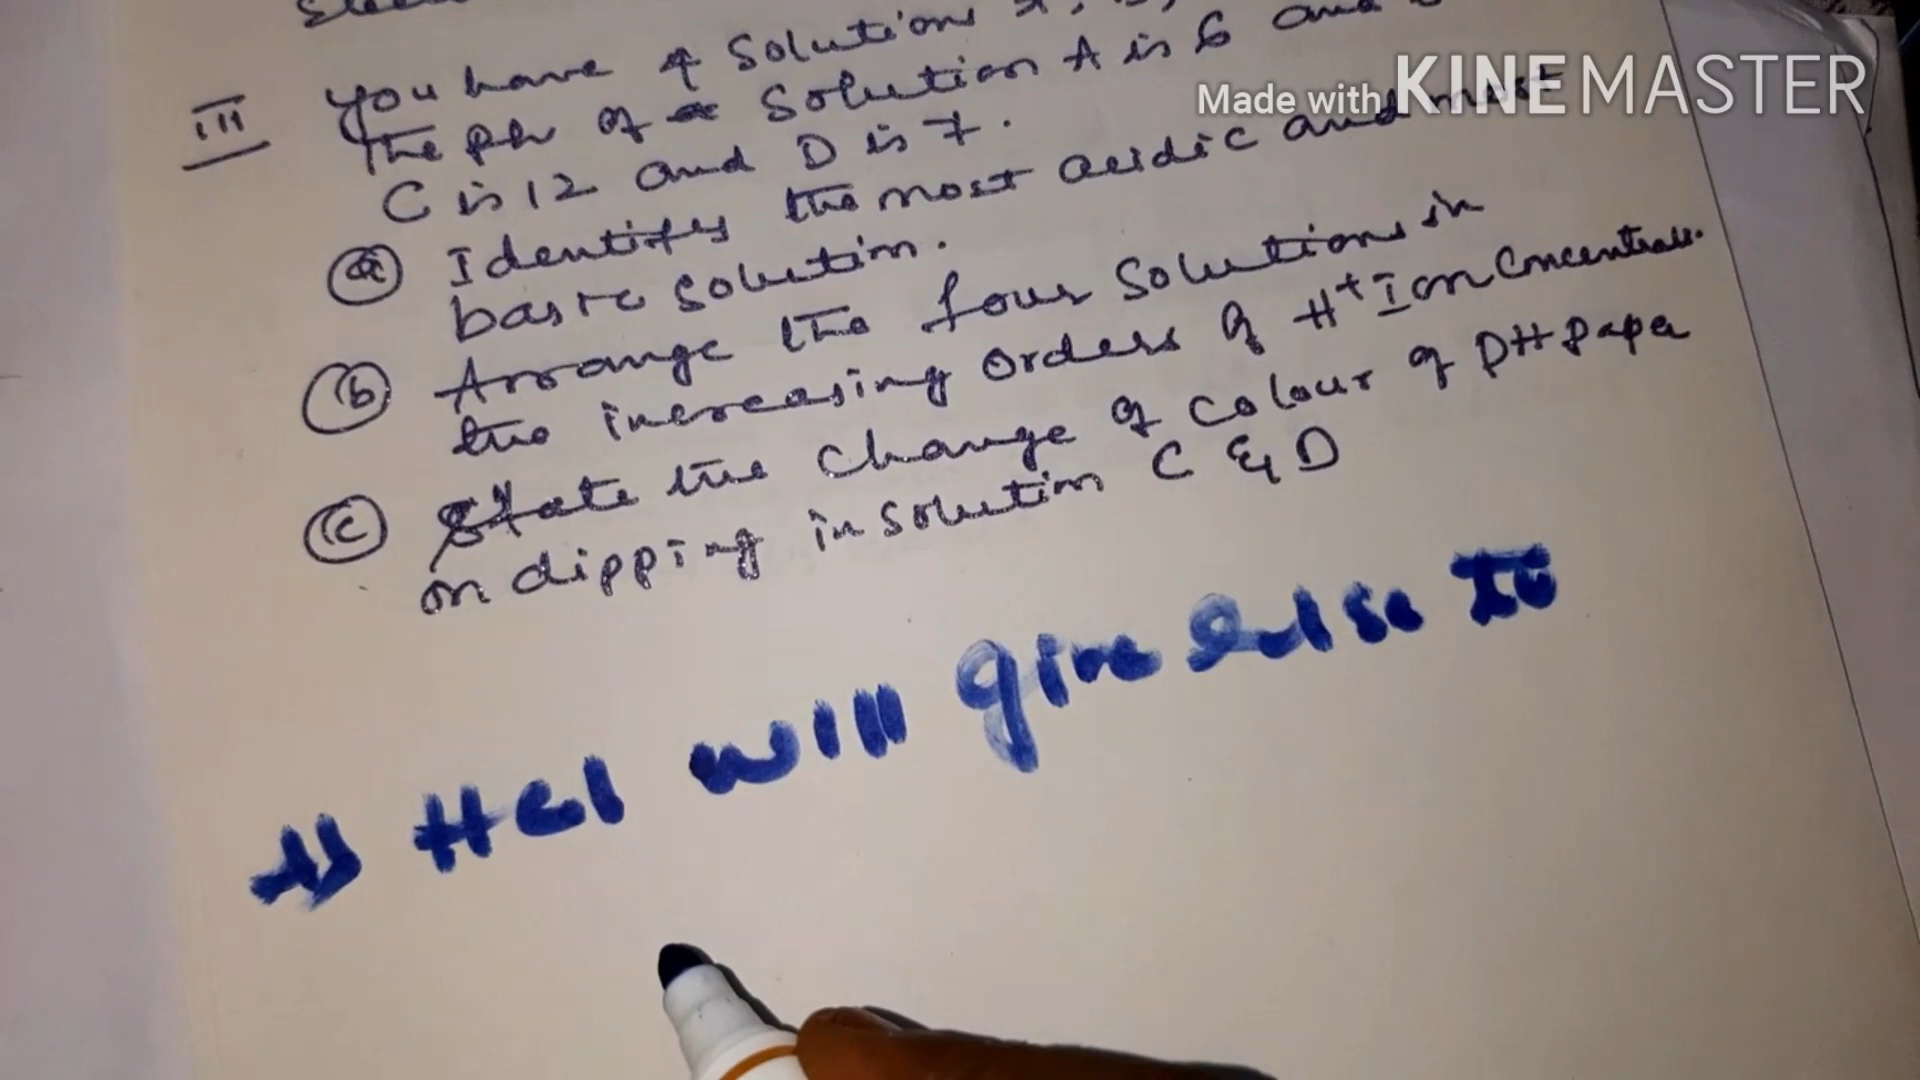 III You have 4 Solutions
The PH of Solution A is 6 and
Made with KINEMASTER
C is 12 and D is 7.
(a) Identify the most acidic and most
basic solution.
(b) Arrange the four solutions in
the increasing orders of H+ Ion
(c) State the change of colour of PH paper
on dipping in solution C & D
HCl will give